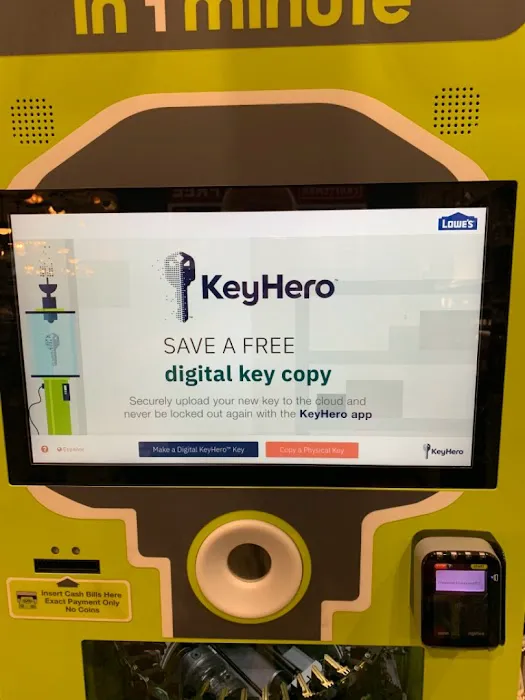 in 1 minute
LOWE'S
KeyHero™
SAVE A FREE
digital key copy
Securely upload your new key to the cloud and
never be locked out again with the KeyHero app
Make a Digital KeyHero™ Key
Copy a Physical Key
KeyHero
Insert Cash Bills Here
Exact Payment Only
No Coins